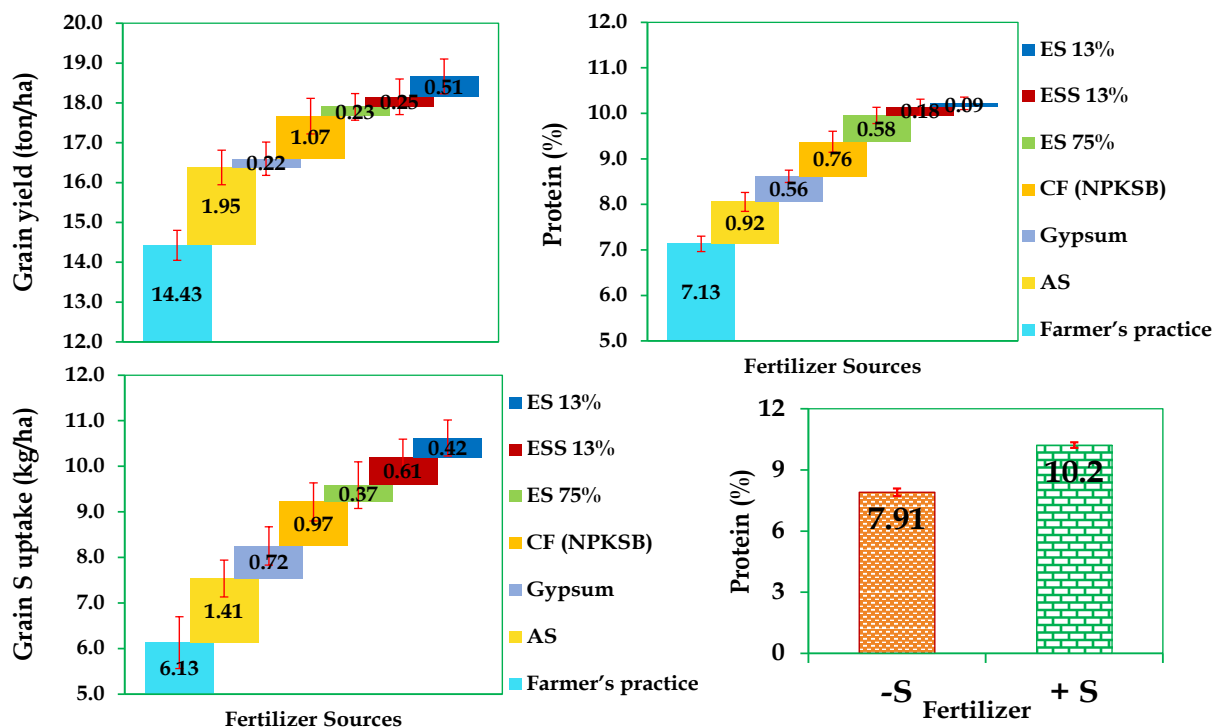 Grain yield (ton/ha)
20.0
19.0
18.0
17.0
16.0
15.0
14.0
13.0
12.0
14.43
1.95
0.22
1.07
0.23
0.25
0.51
Protein (%)
12.0
11.0
10.0
9.0
8.0
7.0
6.0
5.0
7.13
0.92
0.56
0.76
0.58
0.18
0.09
Fertilizer Sources
ES 13%
ESS 13%
ES 75%
CF (NPKSB)
Gypsum
AS
Farmer's practice
Grain S uptake (kg/ha)
12.0
11.0
10.0
9.0
8.0
7.0
6.0
5.0
6.13
1.41
0.72
0.97
0.37
0.61
0.42
Fertilizer Sources
ES 13%
ESS 13%
ES 75%
CF (NPKSB)
Gypsum
AS
Farmer's practice
Protein (%)
12
9
6
3
0
7.91
10.2
-S
+ S
Fertilizer